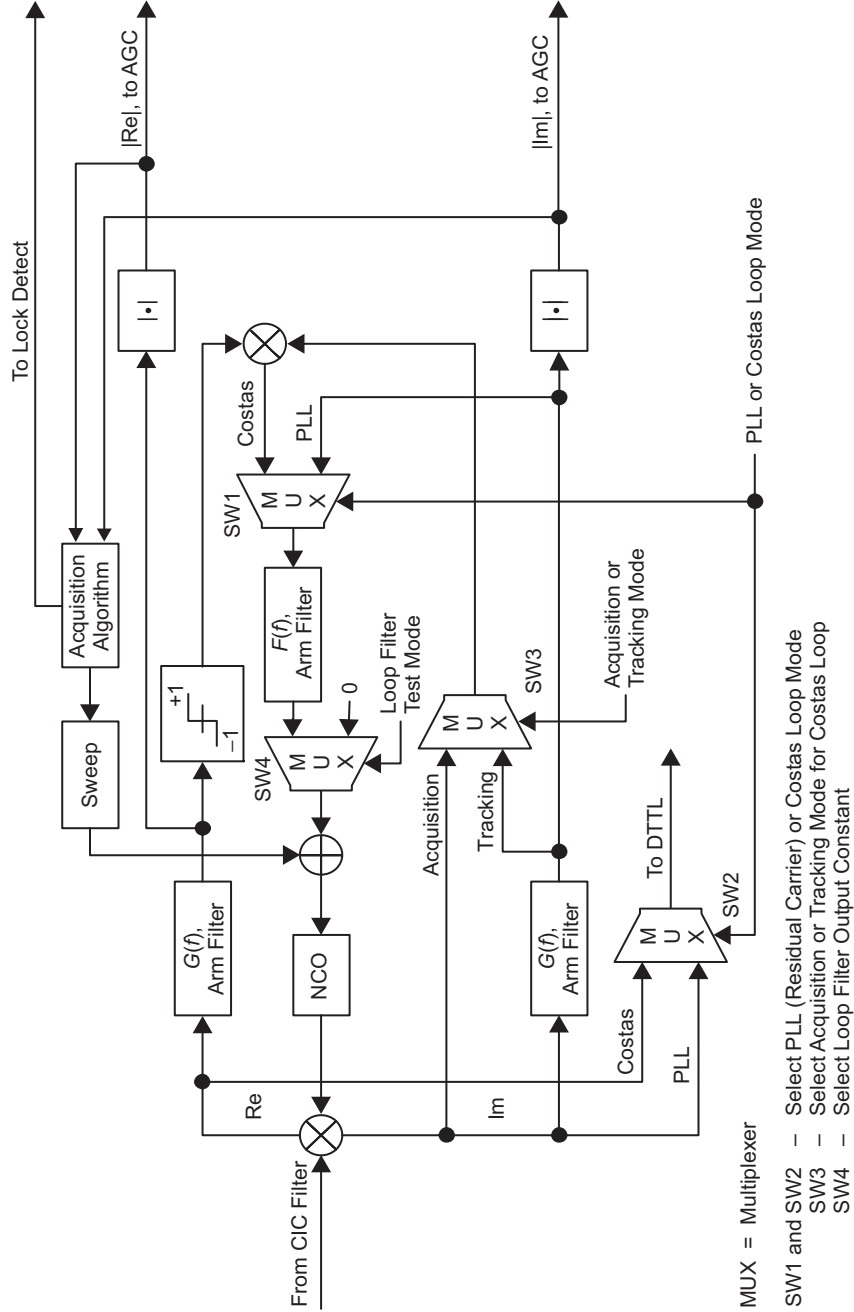 To Lock Detect
|Re|, to AGC
|•|
Acquisition
Algorithm
Sweep
+1
–1
G(f),
Arm Filter
Re
From CIC Filter
NCO
SW4
M
U
X
0
Loop Filter
Test Mode
F(f),
Arm Filter
SW1
M
U
X
Costas
PLL
Acquisition
Tracking
M
U
X
SW3
Acquisition or
Tracking Mode
Im
G(f),
Arm Filter
|•|
|Im|, to AGC
Costas
PLL
M
U
X
SW2
To DTTL
PLL or Costas Loop Mode
MUX = Multiplexer
SW1 and SW2 – Select PLL (Residual Carrier) or Costas Loop Mode
SW3 – Select Acquisition or Tracking Mode for Costas Loop
SW4 – Select Loop Filter Output Constant